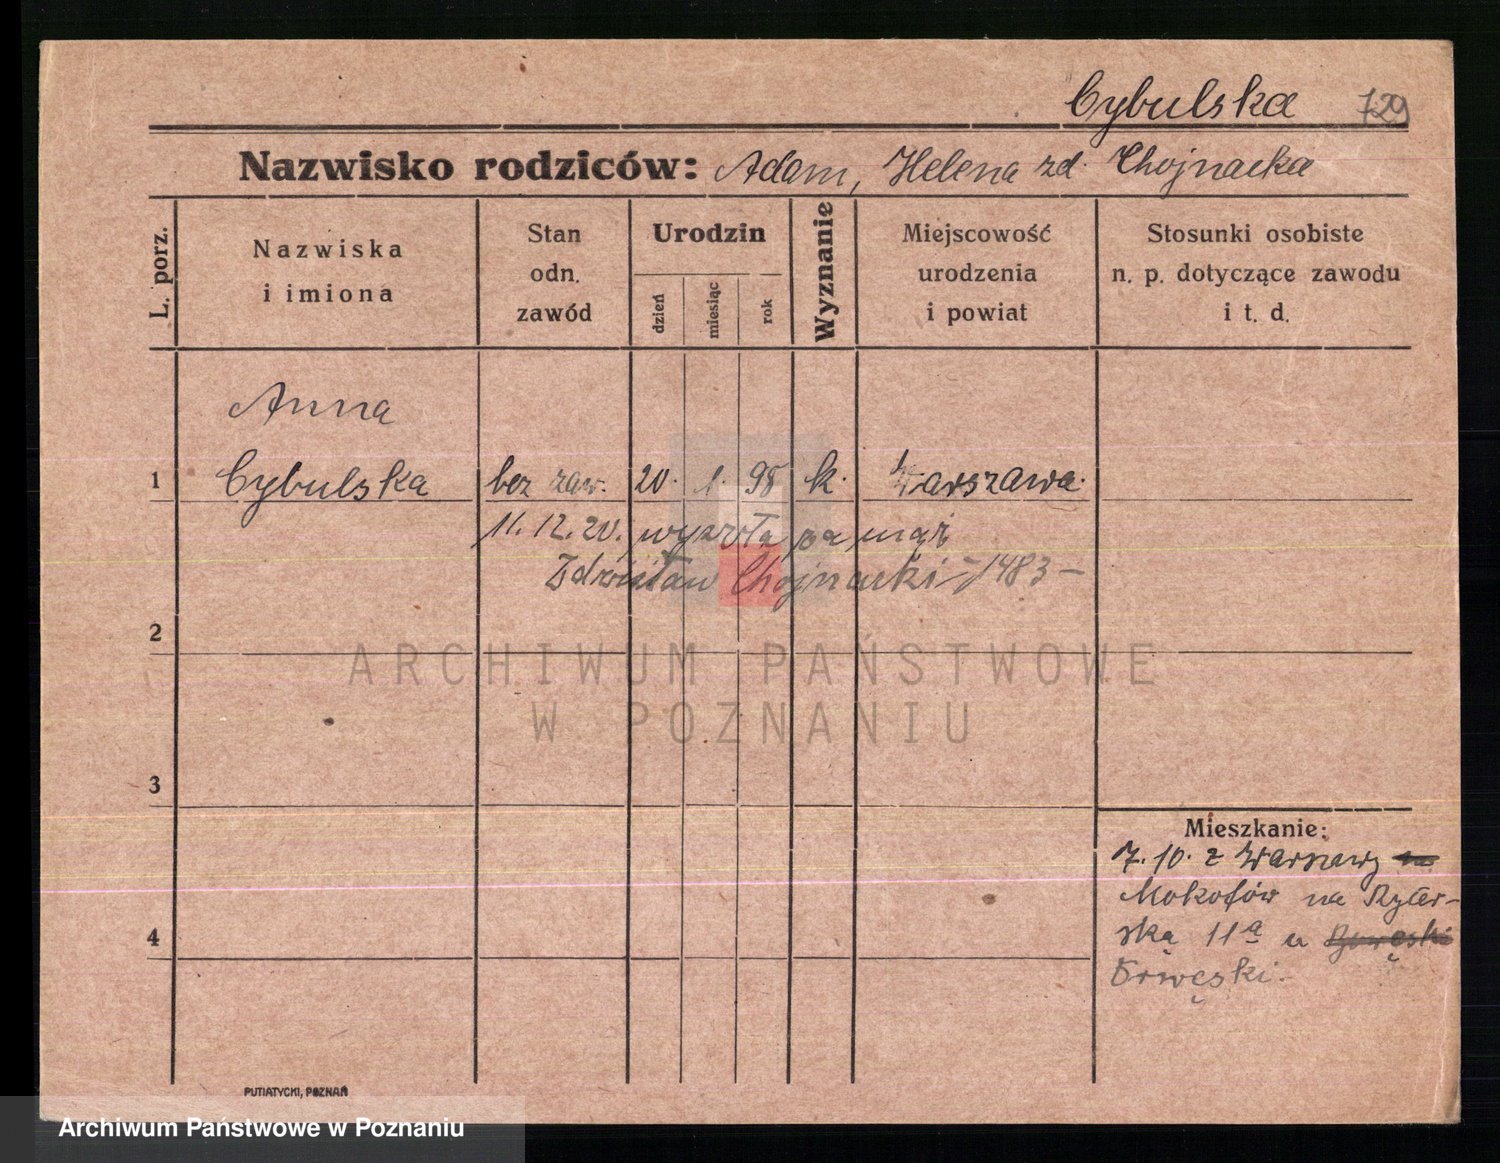 Cybulska 729
Nazwisko rodziców: Adam, Helena zd. Chojnacka
L. porz.
Nazwiska
i imiona
Stan
odn.
zawód
Urodzin
dzień
miesiąc
rok
Wyznanie
Miejscowość
urodzenia
i powiat
Stosunki osobiste
n. p. dotyczące zawodu
i t. d.
Anna
1 Cybulska bez zaw. 20. 1. 98 k. Warszawa.
11.12.20. wyszła za mąż
Zdzisław Chojnacki - 1483 -
2
ARCHIWUM PAŃSTWOWE
W POZNANIU
3
Mieszkanie:
7.10. z Warszawy
Mokotów na Rycer-
ską 11a u
4
PUTIATYCKI, POZNAŃ
Archiwum Państwowe w Poznaniu